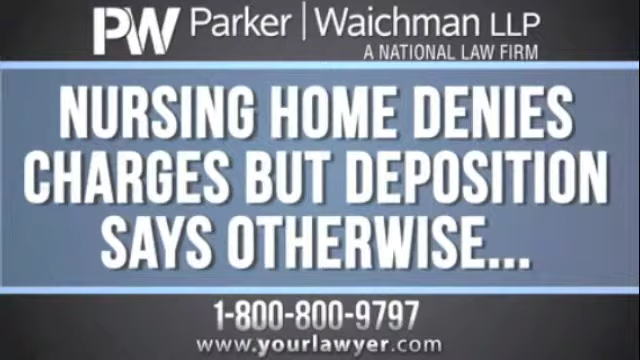 PW Parker | Waichman LLP
A NATIONAL LAW FIRM
NURSING HOME DENIES
CHARGES BUT DEPOSITION
SAYS OTHERWISE...
1-800-800-9797
www.yourlawyer.com